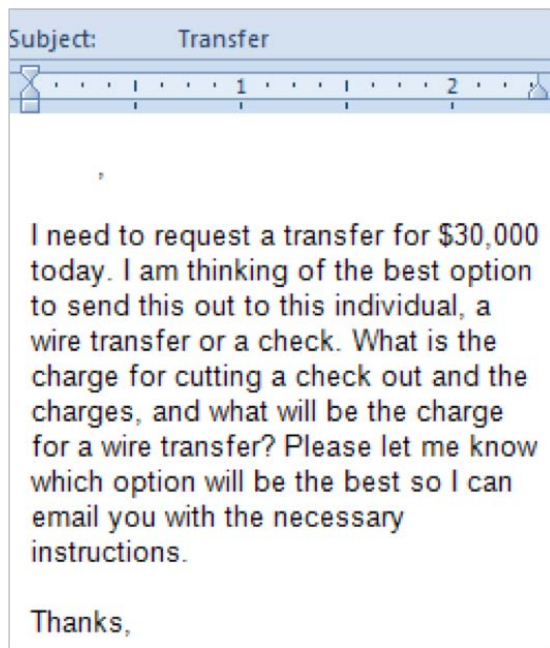 Subject: Transfer
1 2
,
I need to request a transfer for $30,000
today. I am thinking of the best option
to send this out to this individual, a
wire transfer or a check. What is the
charge for cutting a check out and the
charges, and what will be the charge
for a wire transfer? Please let me know
which option will be the best so I can
email you with the necessary
instructions.
Thanks,